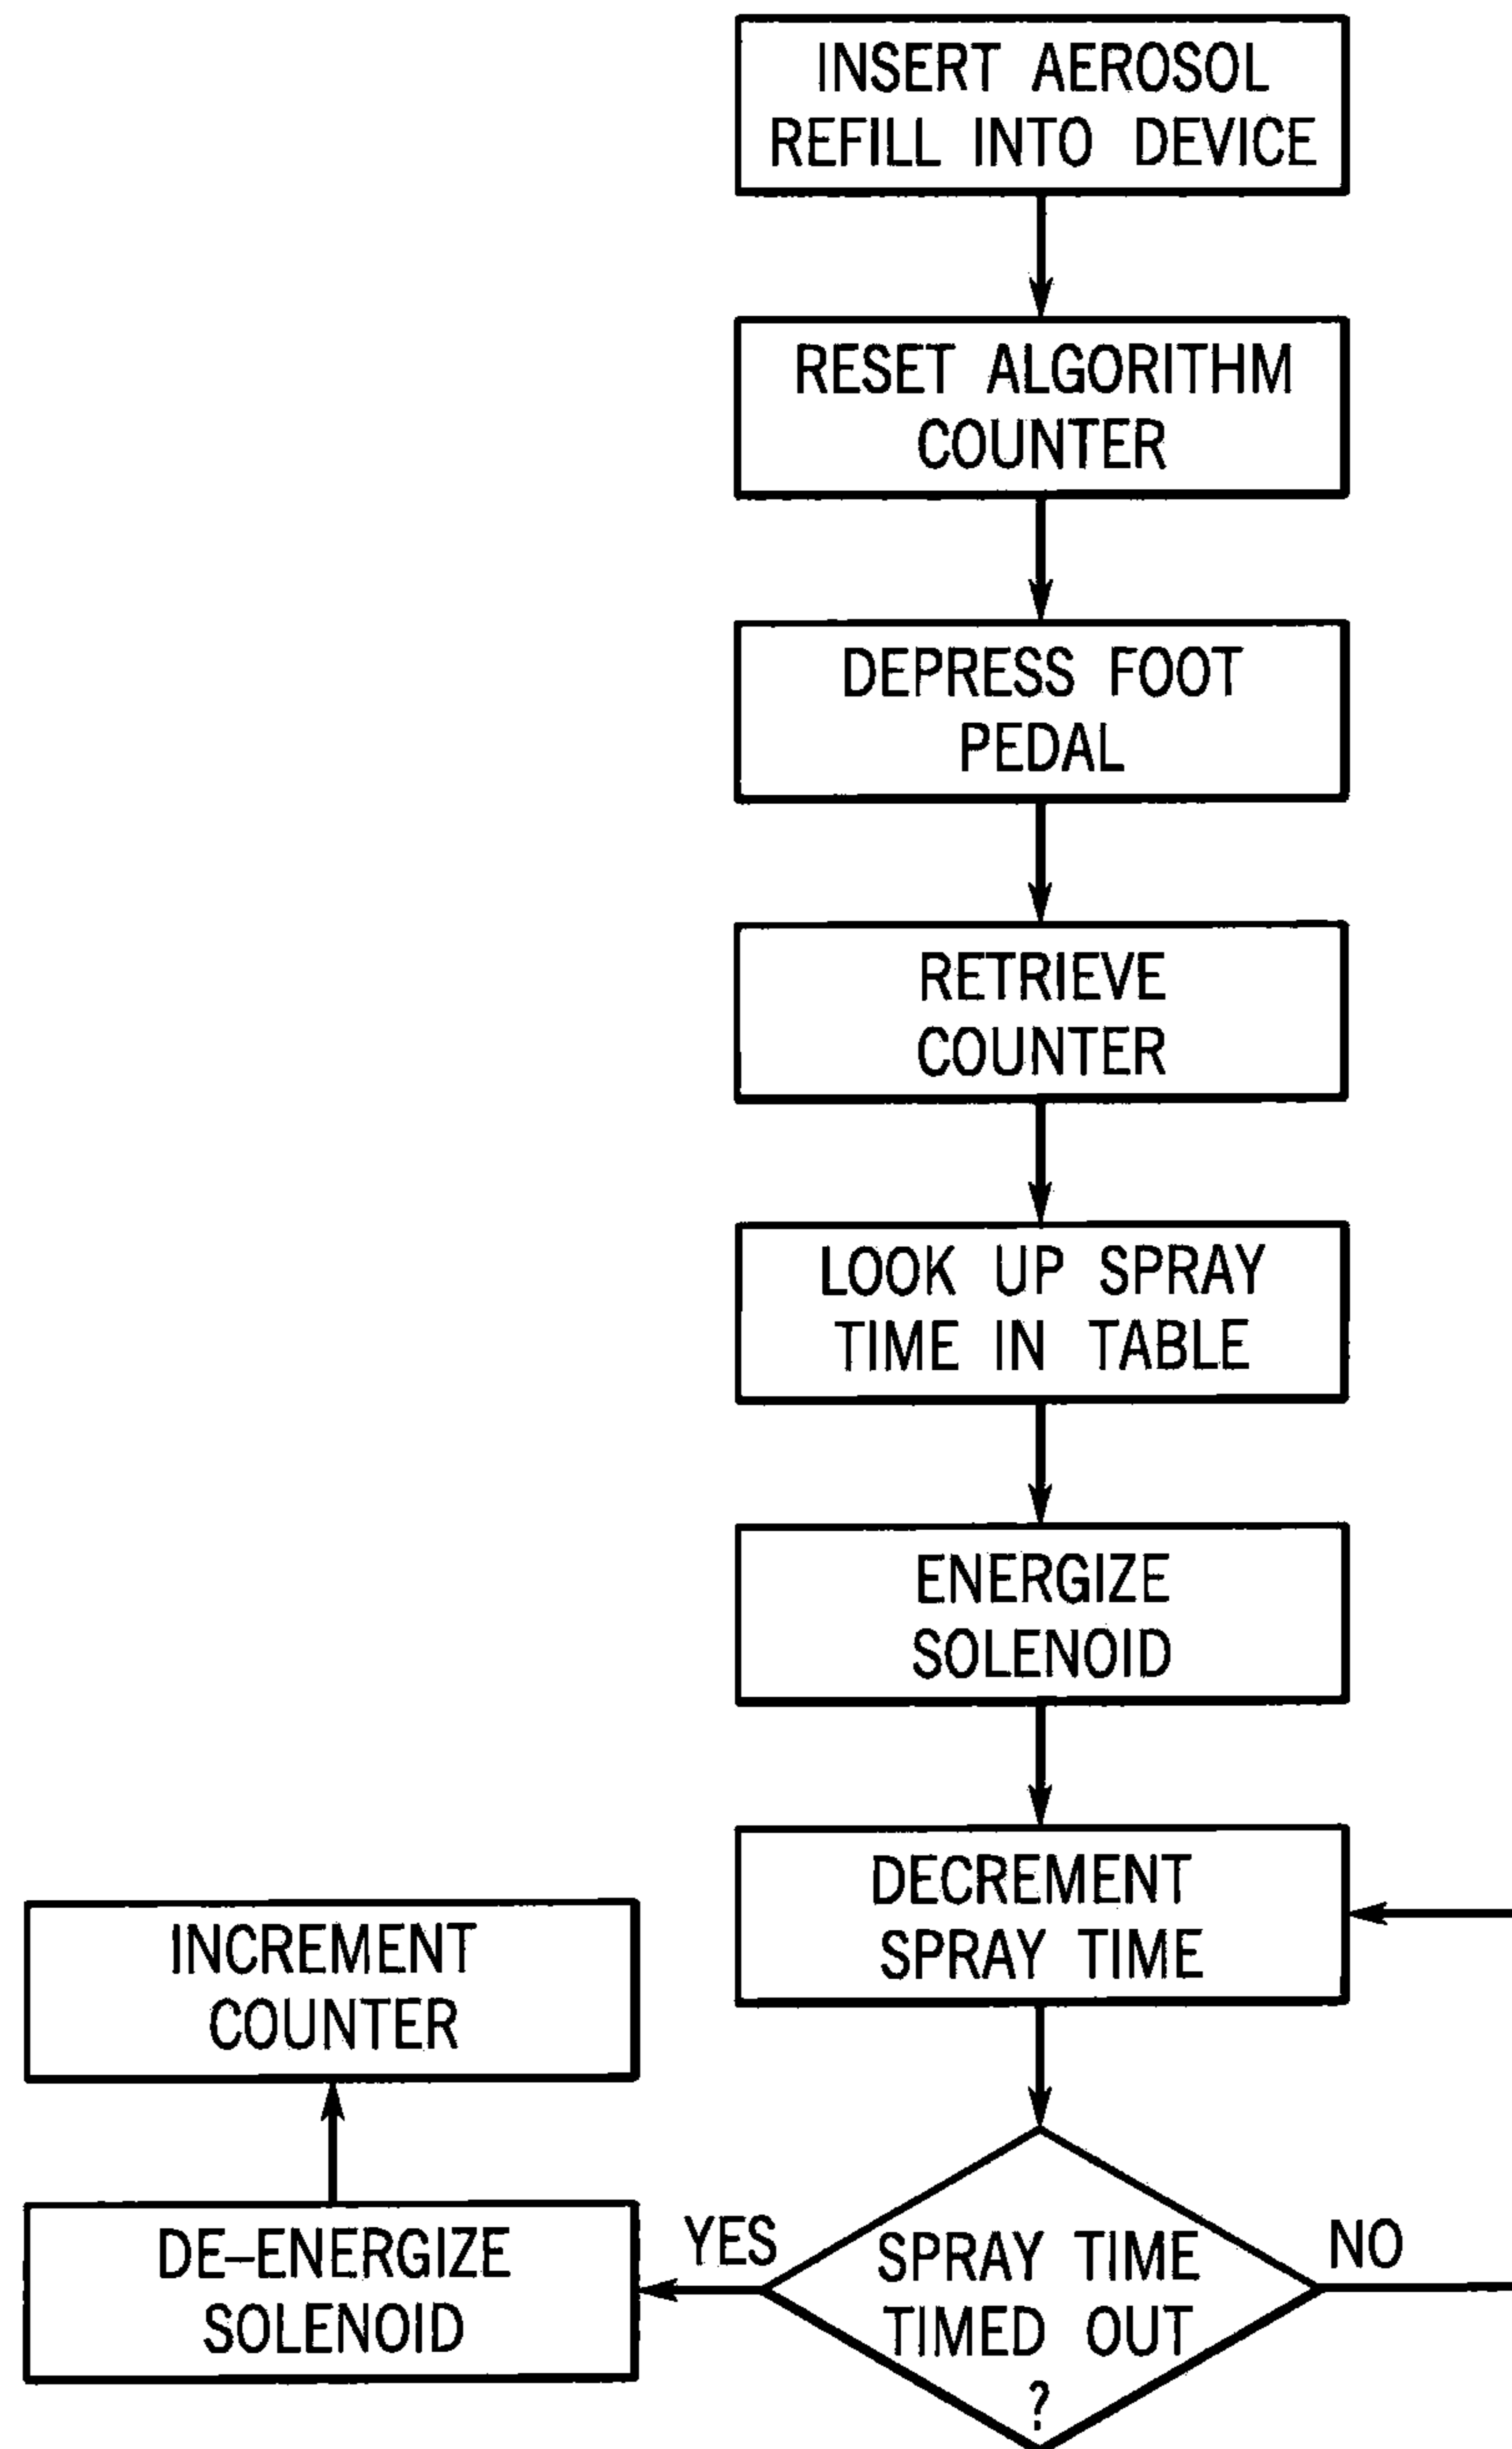 INSERT AEROSOL
REFILL INTO DEVICE
RESET ALGORITHM
COUNTER
DEPRESS FOOT
PEDAL
RETRIEVE
COUNTER
LOOK UP SPRAY
TIME IN TABLE
ENERGIZE
SOLENOID
DECREMENT
SPRAY TIME
INCREMENT
COUNTER
SPRAY TIME
TIMED OUT
?
YES
NO
DE-ENERGIZE
SOLENOID